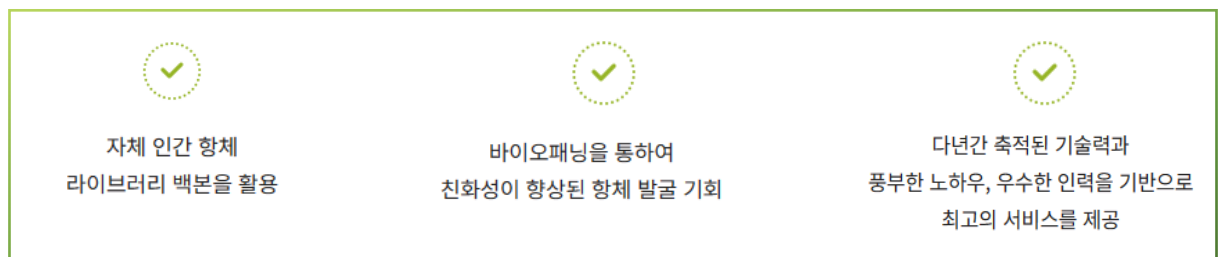 자체 인간 항체
라이브러리 백본을 활용
바이오패닝을 통하여
친화성이 향상된 항체 발굴 기회
다년간 축적된 기술력과
풍부한 노하우, 우수한 인력을 기반으로
최고의 서비스를 제공